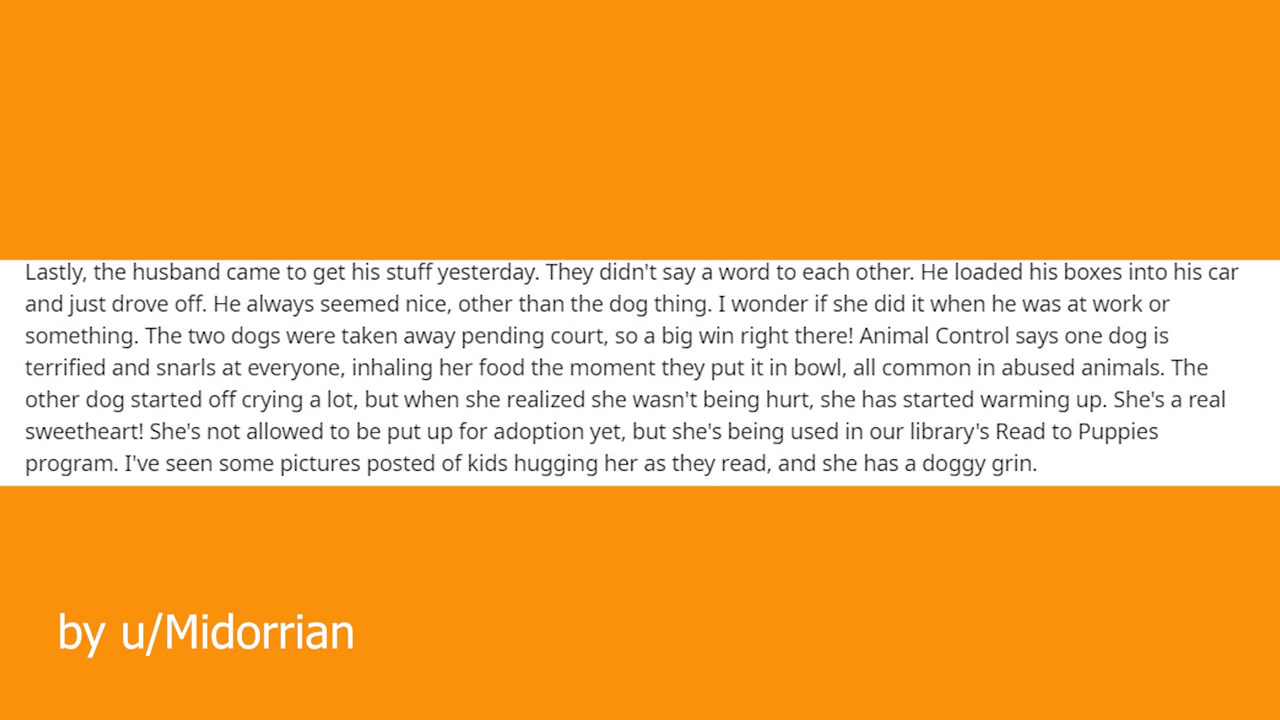 Lastly, the husband came to get his stuff yesterday. They didn't say a word to each other. He loaded his boxes into his car
and just drove off. He always seemed nice, other than the dog thing. I wonder if she did it when he was at work or
something. The two dogs were taken away pending court, so a big win right there! Animal Control says one dog is
terrified and snarls at everyone, inhaling her food the moment they put it in bowl, all common in abused animals. The
other dog started off crying a lot, but when she realized she wasn't being hurt, she has started warming up. She's a real
sweetheart! She's not allowed to be put up for adoption yet, but she's being used in our library's Read to Puppies
program. I've seen some pictures posted of kids hugging her as they read, and she has a doggy grin.
by u/Midorrian